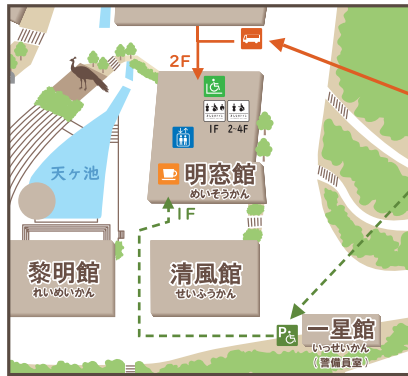 2F
1F 2-4F
明窓館
めいそうかん
天ヶ池
1F
黎明館
れいめいかん
清風館
せいふうかん
P
一星館
いっせいかん
(警備員室)